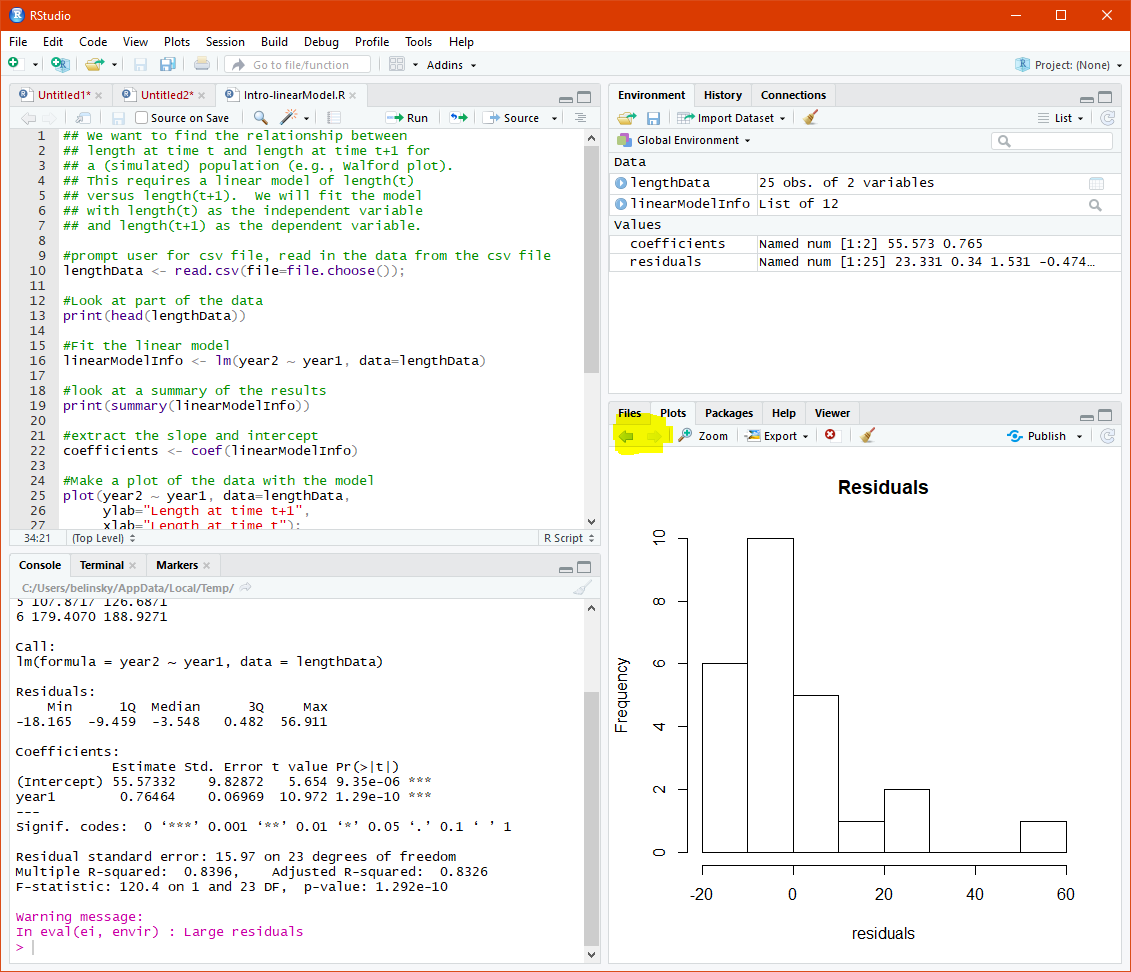 RStudio
File Edit Code View Plots Session Build Debug Profile Tools Help
Go to file/function Addins Project: (None)
Untitled1* Untitled2* Intro-linearModel.R
Source on Save Run Source
1 ## We want to find the relationship between
2 ## length at time t and length at time t+1 for
3 ## a (simulated) population (e.g., Walford plot).
4 ## This requires a linear model of length(t)
5 ## versus length(t+1).  We will fit the model
6 ## with length(t) as the independent variable
7 ## and length(t+1) as the dependent variable.
8
9 #prompt user for csv file, read in the data from the csv file
10 lengthData <- read.csv(file=file.choose());
11
12 #Look at part of the data
13 print(head(lengthData))
14
15 #Fit the linear model
16 linearModelInfo <- lm(year2 ~ year1, data=lengthData)
17
18 #look at a summary of the results
19 print(summary(linearModelInfo))
20
21 #extract the slope and intercept
22 coefficients <- coef(linearModelInfo)
23
24 #Make a plot of the data with the model
25 plot(year2 ~ year1, data=lengthData,
26 ylab="Length at time t+1",
27 xlab="Length at time t");
34:21 (Top Level) R Script
Console Terminal Markers
C:/Users/belinsky/AppData/Local/Temp/
5 107.8717 126.6871
6 179.4070 188.9271
Call:
lm(formula = year2 ~ year1, data = lengthData)
Residuals:
Min 1Q Median 3Q Max
-18.165 -9.459 -3.548 0.482 56.911
Coefficients:
Estimate Std. Error t value Pr(>|t|)
(Intercept) 55.57332 9.82872 5.654 9.35e-06 ***
year1 0.76464 0.06969 10.972 1.29e-10 ***
---
Signif. codes:  0 ‘***’ 0.001 ‘**’ 0.01 ‘*’ 0.05 ‘.’ 0.1 ‘ ’ 1
Residual standard error: 15.97 on 23 degrees of freedom
Multiple R-squared:  0.8396, Adjusted R-squared:  0.8326
F-statistic: 120.4 on 1 and 23 DF,  p-value: 1.292e-10
Warning message:
In eval(ei, envir) : Large residuals
>
Environment History Connections
Import Dataset List
Global Environment
Data
lengthData 25 obs. of 2 variables
linearModelInfo List of 12
Values
coefficients Named num [1:2] 55.573 0.765
residuals Named num [1:25] 23.331 0.34 1.531 -0.474…
Files Plots Packages Help Viewer
Zoom Export Publish
Residuals
Frequency
10
8
6
4
2
0
-20 0 20 40 60
residuals